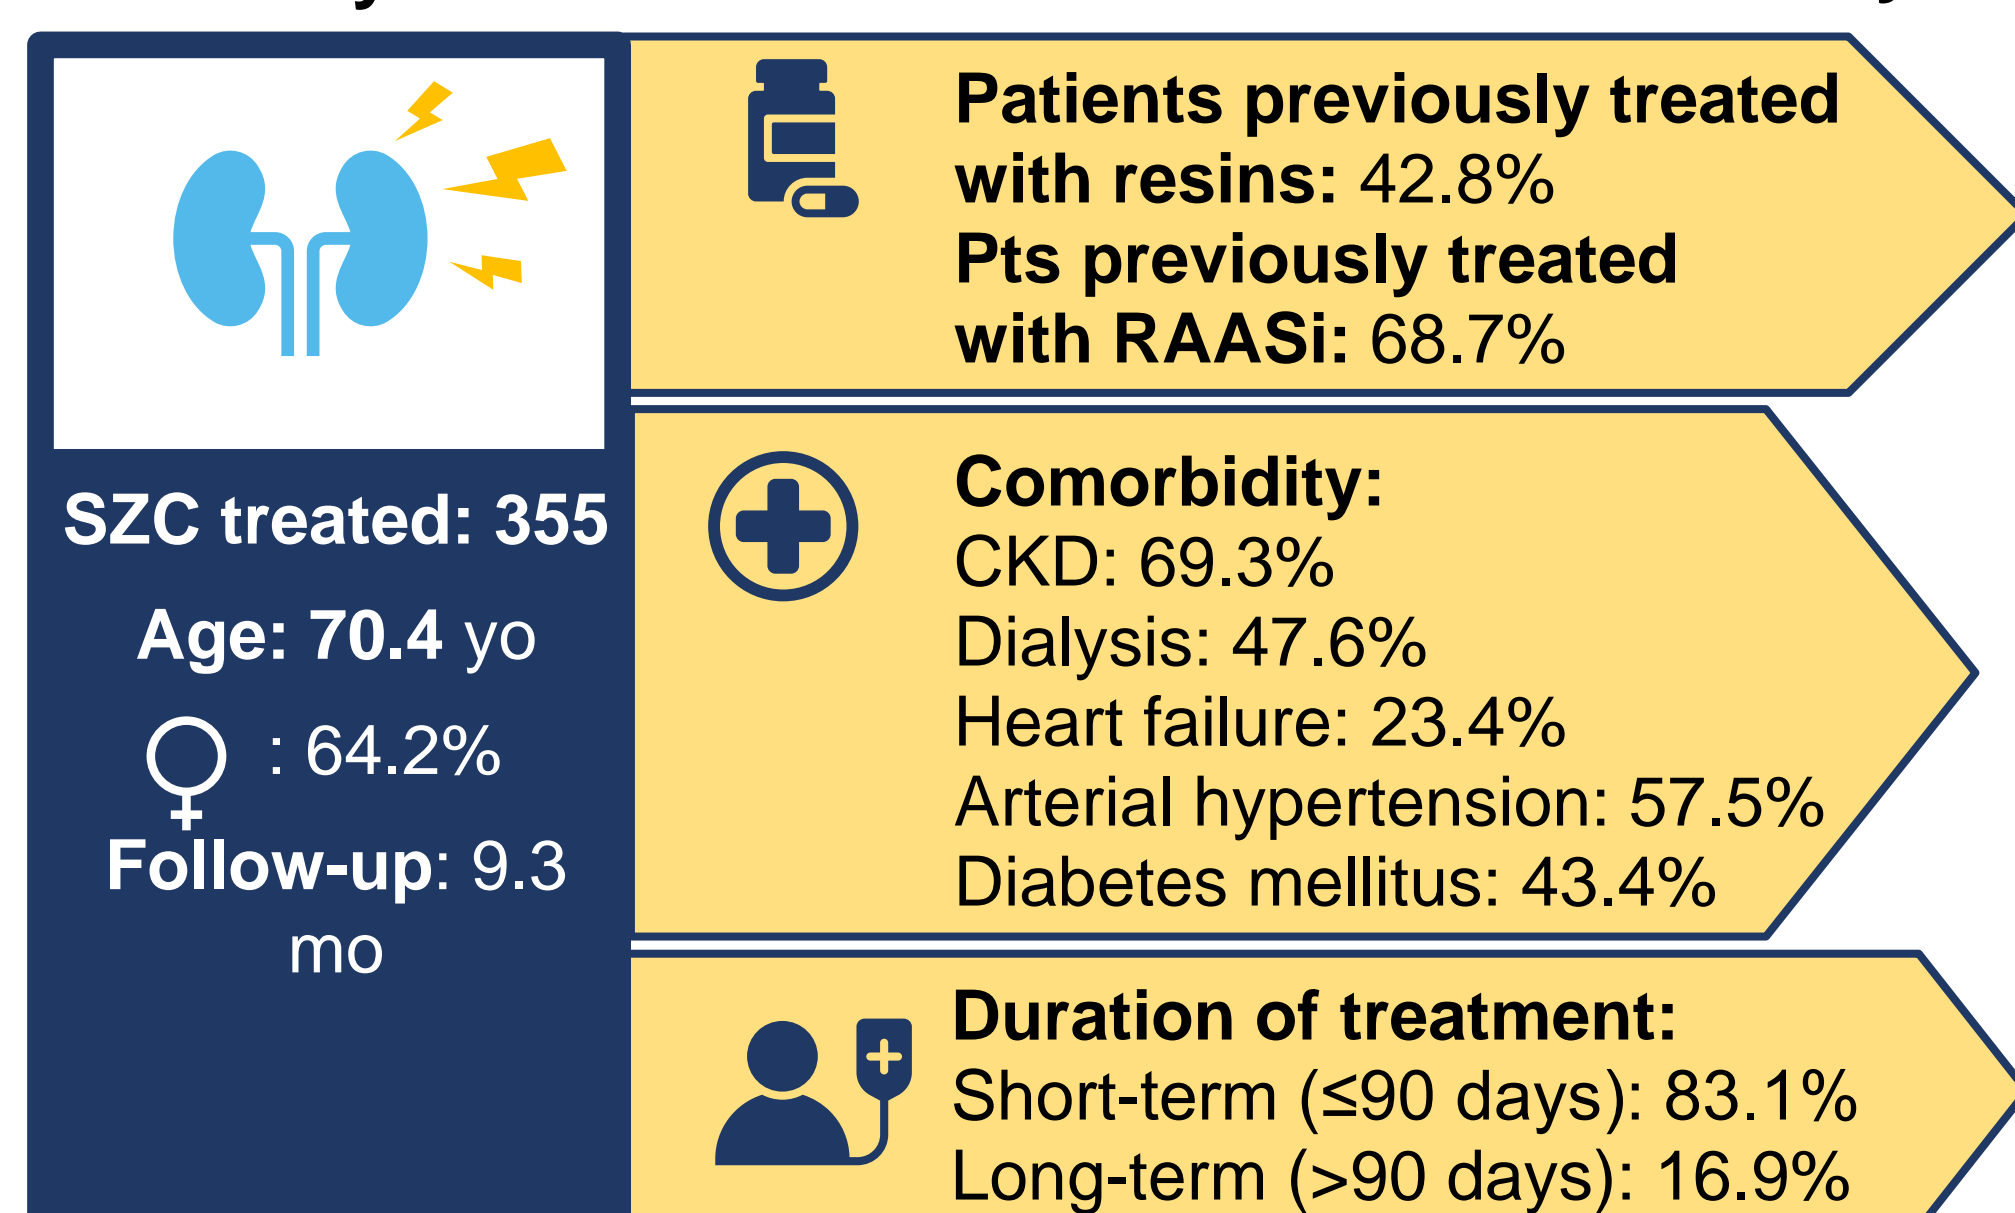 SZC treated: 355
Age: 70.4 yo
: 64.2%
Follow-up: 9.3
mo
Patients previously treated
with resins: 42.8%
Pts previously treated
with RAASi: 68.7%
Comorbidity:
CKD: 69.3%
Dialysis: 47.6%
Heart failure: 23.4%
Arterial hypertension: 57.5%
Diabetes mellitus: 43.4%
Duration of treatment:
Short-term (≤90 days): 83.1%
Long-term (>90 days): 16.9%